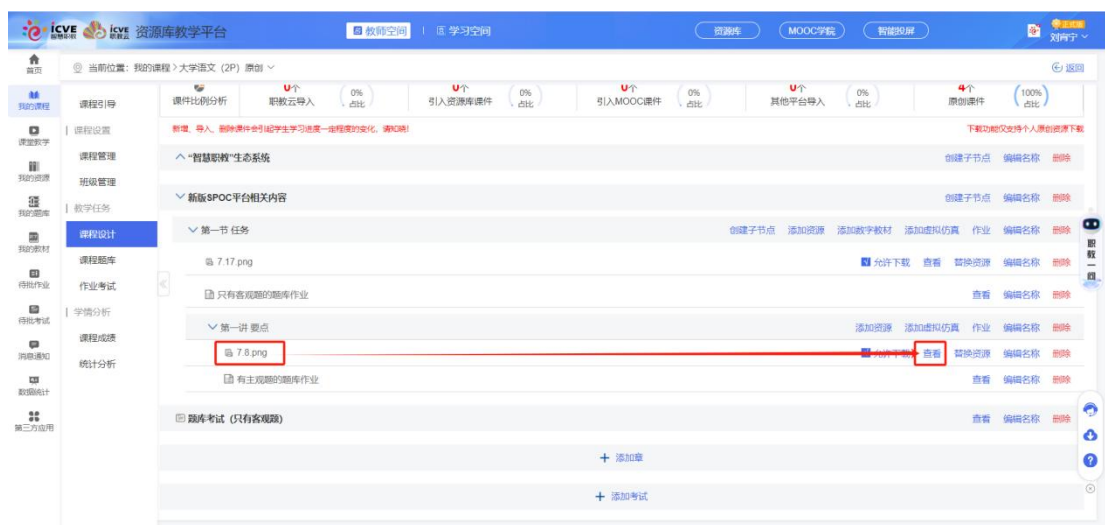 icve 智慧职教 icve 职教云 资源库教学平台 教师空间 学习空间 资源库 MOOC学院 智能投屏 正式版 刘宵宁
首页 当前位置：我的课程 > 大学语文（2P） 原创 返回
我的课程
课堂教学
我的资源
我的题库
我的教材
待批作业
待批考试
消息通知
数据统计
第三方应用
课程引导
课程设置
课程管理
班级管理
教学任务
课程设计
课程题库
作业考试
学情分析
课程成绩
统计分析
课件比例分析 0个 职教云导入 0% 占比 0个 引入资源库课件 0% 占比 0个 引入MOOC课件 0% 占比 0个 其他平台导入 0% 占比 4个 原创课件 100% 占比
新增、导入、删除课件会引起学生学习进度一定程度的变化，请知晓！ 下载功能仅支持个人原创资源下载
“智慧职教”生态系统 创建子节点 编辑名称 删除
新版SPOC平台相关内容 创建子节点 编辑名称 删除
第一节 任务 创建子节点 添加资源 添加数字教材 添加虚拟仿真 作业 编辑名称 删除
7.17.png 允许下载 查看 替换资源 编辑名称 删除
只有客观题的题库作业 查看 编辑名称 删除
第一讲 要点 添加资源 添加虚拟仿真 作业 编辑名称 删除
7.8.png 允许下载 查看 替换资源 编辑名称 删除
有主观题的题库作业 查看 编辑名称 删除
题库考试（只有客观题） 查看 编辑名称 删除
+ 添加章
+ 添加考试
职教一问